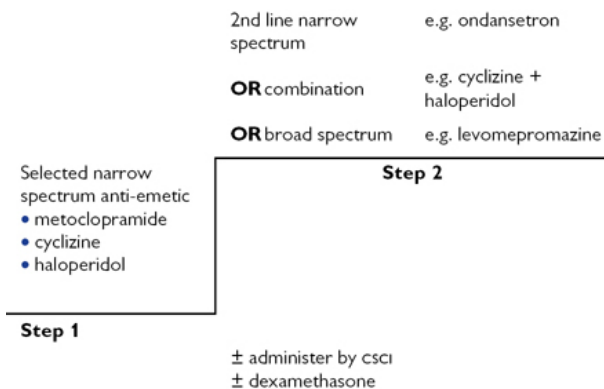 2nd line narrow spectrum
e.g. ondansetron
OR combination
e.g. cyclizine + haloperidol
OR broad spectrum
e.g. levomepromazine
Selected narrow
spectrum anti-emetic
• metoclopramide
• cyclizine
• haloperidol
Step 2
Step 1
± administer by CSCI
± dexamethasone